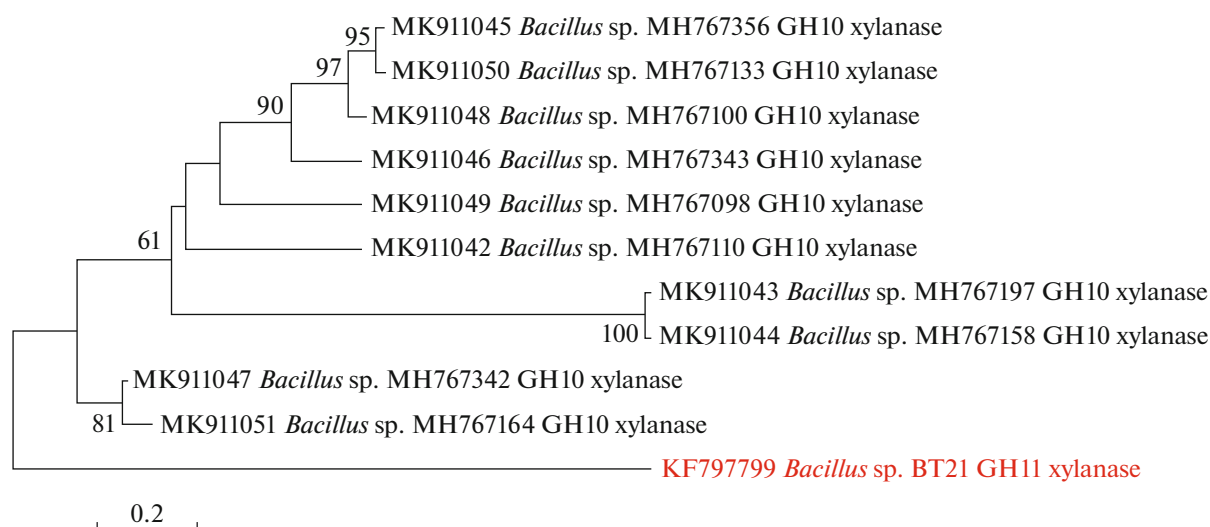 95
MK911045 Bacillus sp. MH767356 GH10 xylanase
97
MK911050 Bacillus sp. MH767133 GH10 xylanase
90
MK911048 Bacillus sp. MH767100 GH10 xylanase
MK911046 Bacillus sp. MH767343 GH10 xylanase
MK911049 Bacillus sp. MH767098 GH10 xylanase
61
MK911042 Bacillus sp. MH767110 GH10 xylanase
MK911043 Bacillus sp. MH767197 GH10 xylanase
100
MK911044 Bacillus sp. MH767158 GH10 xylanase
MK911047 Bacillus sp. MH767342 GH10 xylanase
81
MK911051 Bacillus sp. MH767164 GH10 xylanase
KF797799 Bacillus sp. BT21 GH11 xylanase
0.2